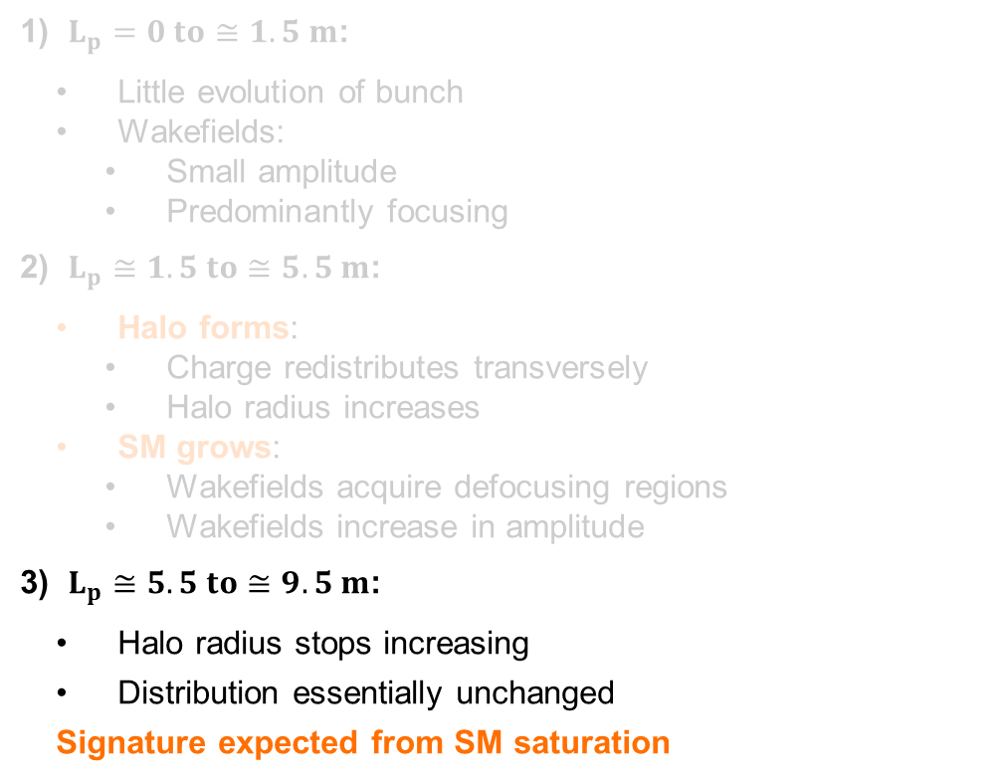 1) Lp = 0 to ≅ 1.5 m:
• Little evolution of bunch
• Wakefields:
• Small amplitude
• Predominantly focusing
2) Lp ≅ 1.5 to ≅ 5.5 m:
• Halo forms:
• Charge redistributes transversely
• Halo radius increases
• SM grows:
• Wakefields acquire defocusing regions
• Wakefields increase in amplitude
3) Lp ≅ 5.5 to ≅ 9.5 m:
• Halo radius stops increasing
• Distribution essentially unchanged
Signature expected from SM saturation